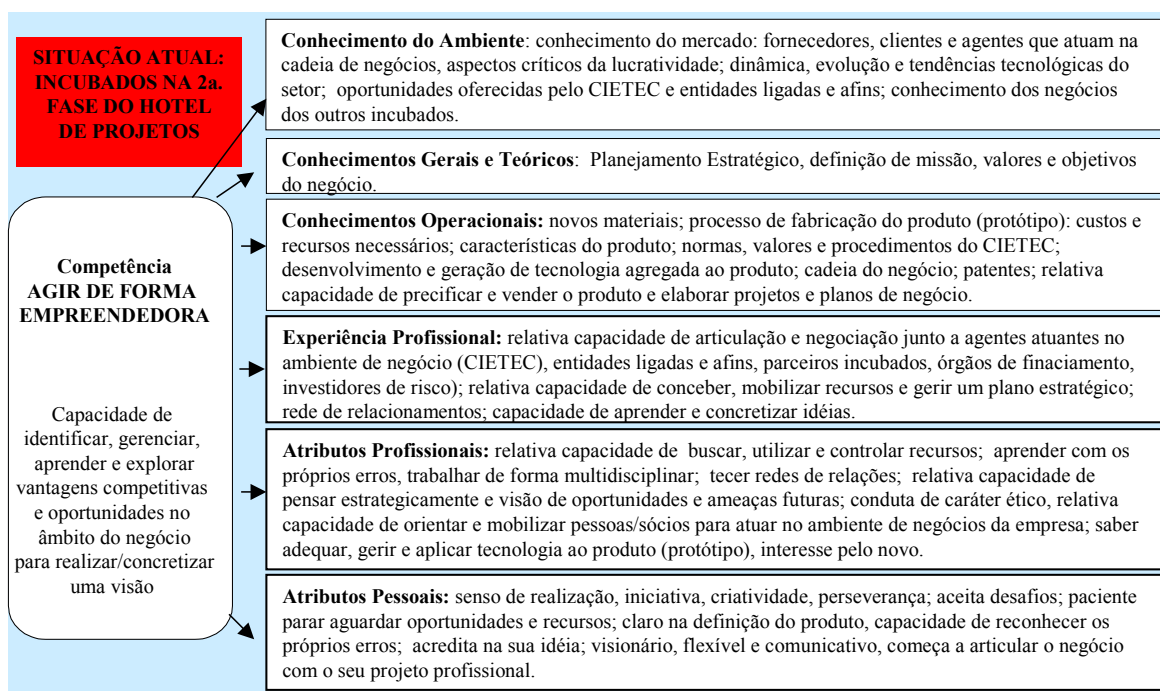 SITUAÇÃO ATUAL:
INCUBADOS NA 2a.
FASE DO HOTEL
DE PROJETOS
Competência
AGIR DE FORMA
EMPREENDEDORA
Capacidade de
identificar, gerenciar,
aprender e explorar
vantagens competitivas
e oportunidades no
âmbito do negócio
para realizar/concretizar
uma visão
Conhecimento do Ambiente: conhecimento do mercado: fornecedores, clientes e agentes que atuam na
cadeia de negócios, aspectos críticos da lucratividade; dinâmica, evolução e tendências tecnológicas do
setor; oportunidades oferecidas pelo CIETEC e entidades ligadas e afins; conhecimento dos negócios
dos outros incubados.
Conhecimentos Gerais e Teóricos: Planejamento Estratégico, definição de missão, valores e objetivos
do negócio.
Conhecimentos Operacionais: novos materiais; processo de fabricação do produto (protótipo): custos e
recursos necessários; características do produto; normas, valores e procedimentos do CIETEC;
desenvolvimento e geração de tecnologia agregada ao produto; cadeia do negócio; patentes; relativa
capacidade de precificar e vender o produto e elaborar projetos e planos de negócio.
Experiência Profissional: relativa capacidade de articulação e negociação junto a agentes atuantes no
ambiente de negócio (CIETEC), entidades ligadas e afins, parceiros incubados, órgãos de finaciamento,
investidores de risco); relativa capacidade de conceber, mobilizar recursos e gerir um plano estratégico;
rede de relacionamentos; capacidade de aprender e concretizar idéias.
Atributos Profissionais: relativa capacidade de buscar, utilizar e controlar recursos; aprender com os
próprios erros, trabalhar de forma multidisciplinar; tecer redes de relações; relativa capacidade de
pensar estrategicamente e visão de oportunidades e ameaças futuras; conduta de caráter ético, relativa
capacidade de orientar e mobilizar pessoas/sócios para atuar no ambiente de negócios da empresa; saber
adequar, gerir e aplicar tecnologia ao produto (protótipo), interesse pelo novo.
Atributos Pessoais: senso de realização, iniciativa, criatividade, perseverança; aceita desafios; paciente
parar aguardar oportunidades e recursos; claro na definição do produto, capacidade de reconhecer os
próprios erros; acredita na sua idéia; visionário, flexível e comunicativo, começa a articular o negócio
com o seu projeto profissional.